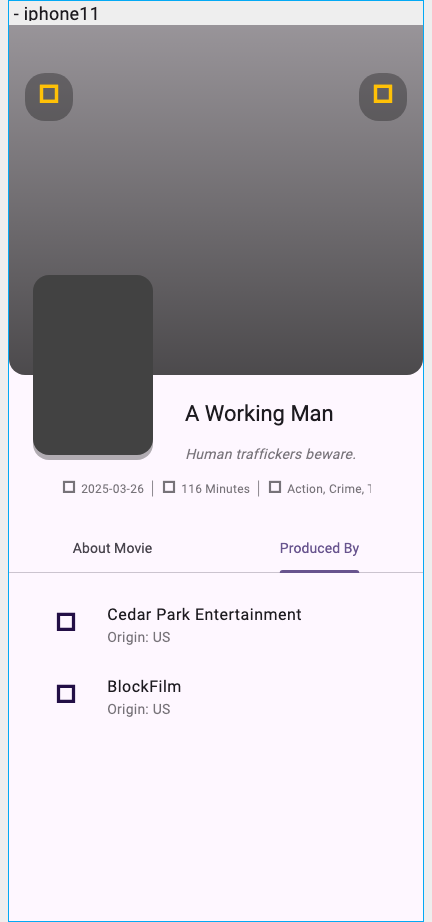 - iphone11
A Working Man
Human traffickers beware.
2025-03-26 116 Minutes Action, Crime,
About Movie Produced By
Cedar Park Entertainment
Origin: US
BlockFilm
Origin: US